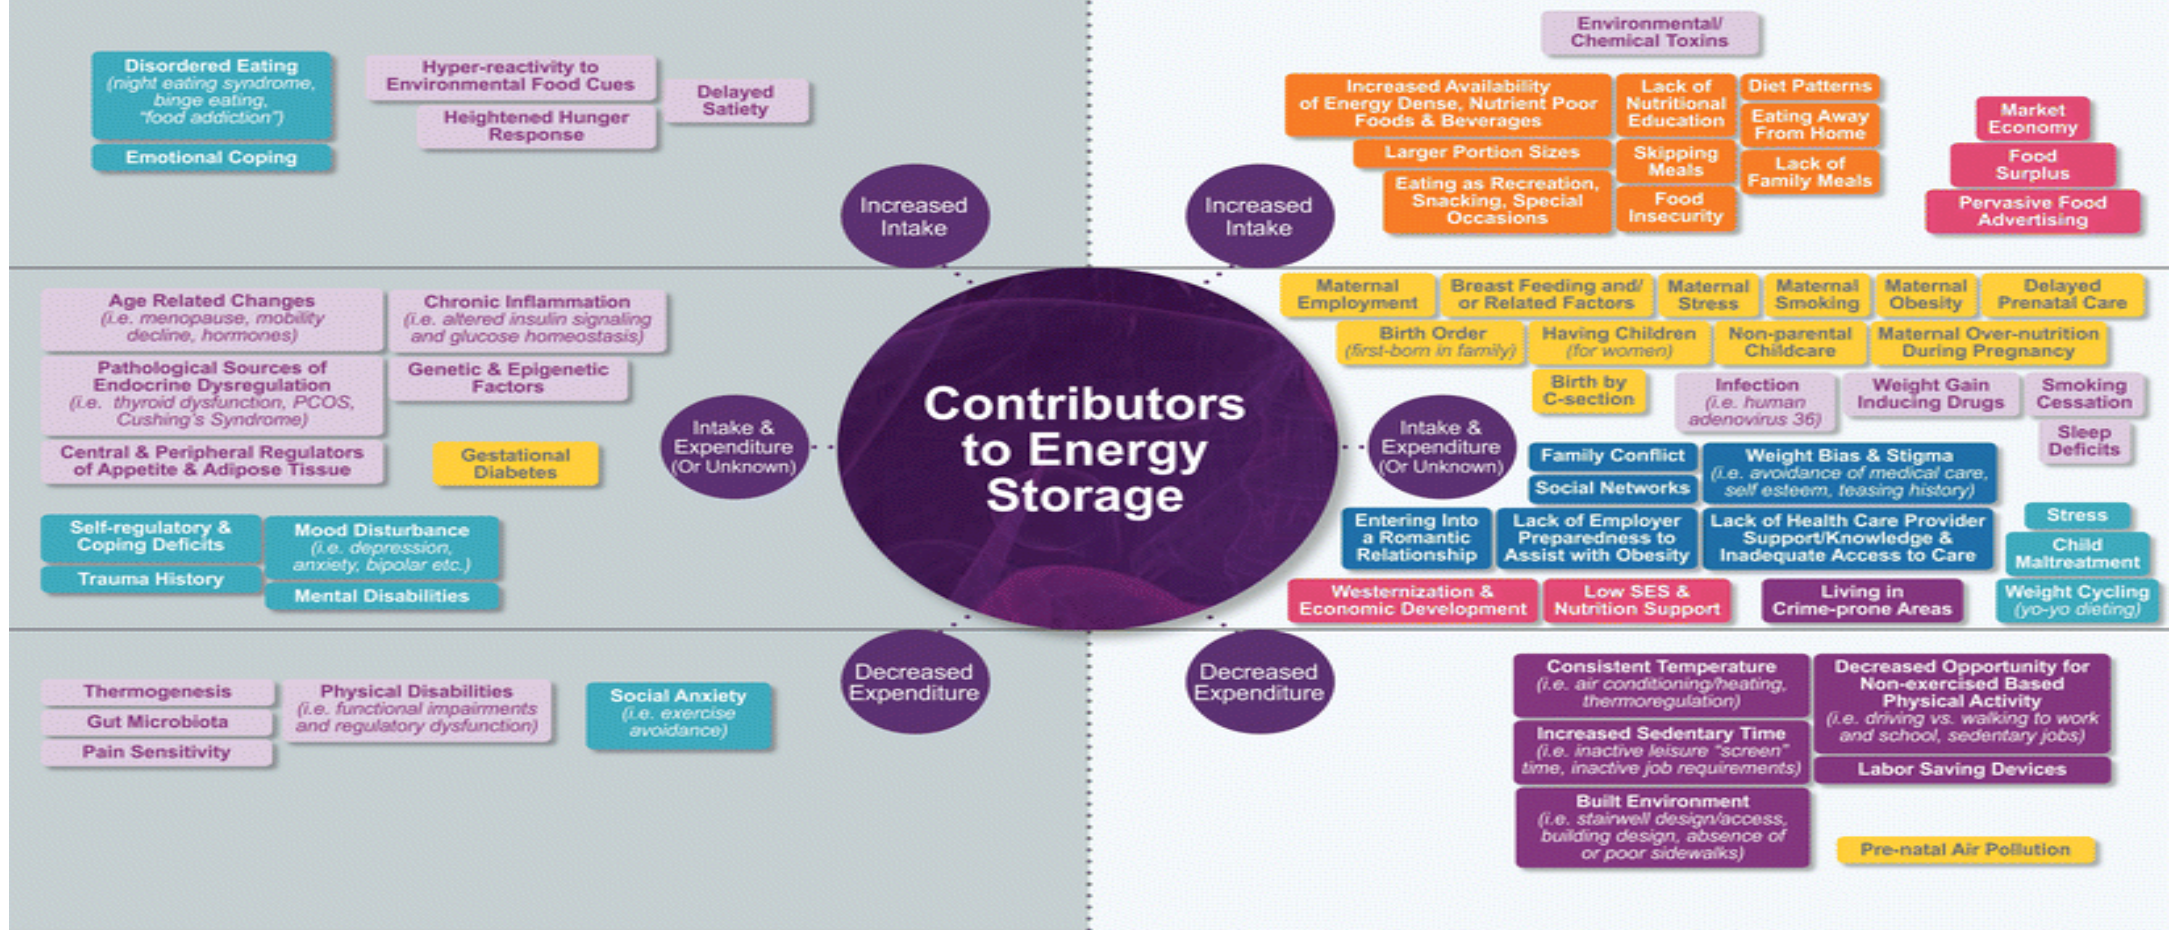 Disordered Eating
(night eating syndrome,
binge eating,
"food addiction")
Emotional Coping
Hyper-reactivity to
Environmental Food Cues
Heightened Hunger
Response
Delayed
Satiety
Increased
Intake
Environmental/
Chemical Toxins
Increased Availability
of Energy Dense, Nutrient Poor
Foods & Beverages
Larger Portion Sizes
Eating as Recreation,
Snacking, Special
Occasions
Lack of
Nutritional
Education
Skipping
Meals
Food
Insecurity
Diet Patterns
Eating Away
From Home
Lack of
Family Meals
Market
Economy
Food
Surplus
Pervasive Food
Advertising
Increased
Intake
Age Related Changes
(i.e. menopause, mobility
decline, hormones)
Chronic Inflammation
(i.e. altered insulin signaling
and glucose homeostasis)
Pathological Sources of
Endocrine Dysregulation
(i.e. thyroid dysfunction, PCOS,
Cushing's Syndrome)
Genetic & Epigenetic
Factors
Central & Peripheral Regulators
of Appetite & Adipose Tissue
Gestational
Diabetes
Self-regulatory &
Coping Deficits
Trauma History
Mood Disturbance
(i.e. depression,
anxiety, bipolar etc.)
Mental Disabilities
Intake &
Expenditure
(Or Unknown)
Contributors
to Energy
Storage
Intake &
Expenditure
(Or Unknown)
Maternal
Employment
Breast Feeding and/
or Related Factors
Maternal
Stress
Maternal
Smoking
Maternal
Obesity
Delayed
Prenatal Care
Birth Order
(first-born in family)
Having Children
(for women)
Non-parental
Childcare
Maternal Over-nutrition
During Pregnancy
Birth by
C-section
Infection
(i.e. human
adenovirus 36)
Weight Gain
Inducing Drugs
Smoking
Cessation
Sleep
Deficits
Family Conflict
Social Networks
Weight Bias & Stigma
(i.e. avoidance of medical care,
self esteem, teasing history)
Entering Into
a Romantic
Relationship
Lack of Employer
Preparedness to
Assist with Obesity
Lack of Health Care Provider
Support/Knowledge &
Inadequate Access to Care
Stress
Child
Maltreatment
Weight Cycling
(yo-yo dieting)
Westernization &
Economic Development
Low SES &
Nutrition Support
Living in
Crime-prone Areas
Thermogenesis
Gut Microbiota
Pain Sensitivity
Physical Disabilities
(i.e. functional impairments
and regulatory dysfunction)
Social Anxiety
(i.e. exercise
avoidance)
Decreased
Expenditure
Decreased
Expenditure
Consistent Temperature
(i.e. air conditioning/heating,
thermoregulation)
Increased Sedentary Time
(i.e. inactive leisure "screen"
time, inactive job requirements)
Built Environment
(i.e. stairwell design/access,
building design, absence of
or poor sidewalks)
Decreased Opportunity for
Non-exercised Based
Physical Activity
(i.e. driving vs. walking to work
and school, sedentary jobs)
Labor Saving Devices
Pre-natal Air Pollution